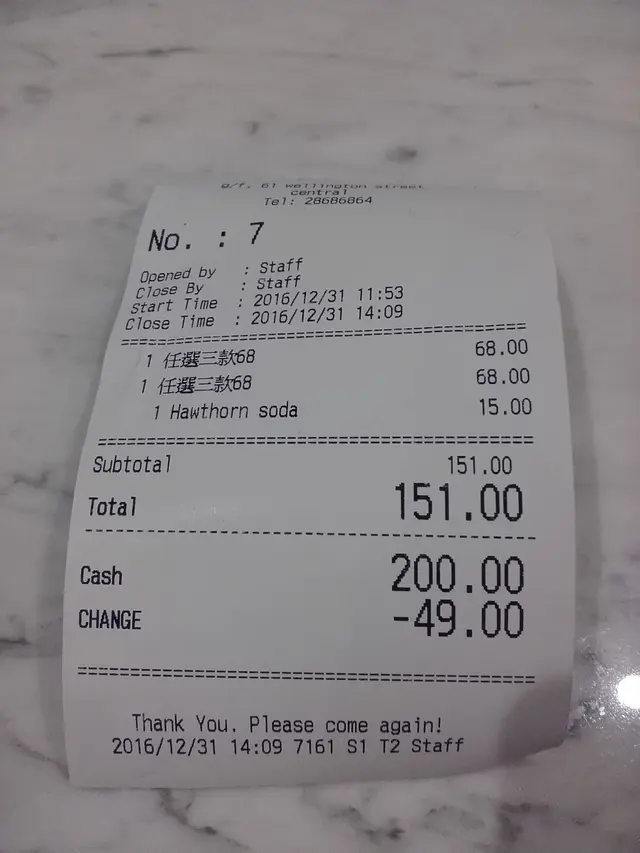 g/f, 61 wellington street
central
Tel: 28686864
No. : 7
Opened by : Staff
Close By : Staff
Start Time : 2016/12/31 11:53
Close Time : 2016/12/31 14:09
================================================
1 任選三款68 68.00
1 任選三款68 68.00
1 Hawthorn soda 15.00
================================================
Subtotal 151.00
Total 151.00
------------------------------------------------
Cash 200.00
CHANGE -49.00
================================================
Thank You. Please come again!
2016/12/31 14:09 7161 S1 T2 Staff